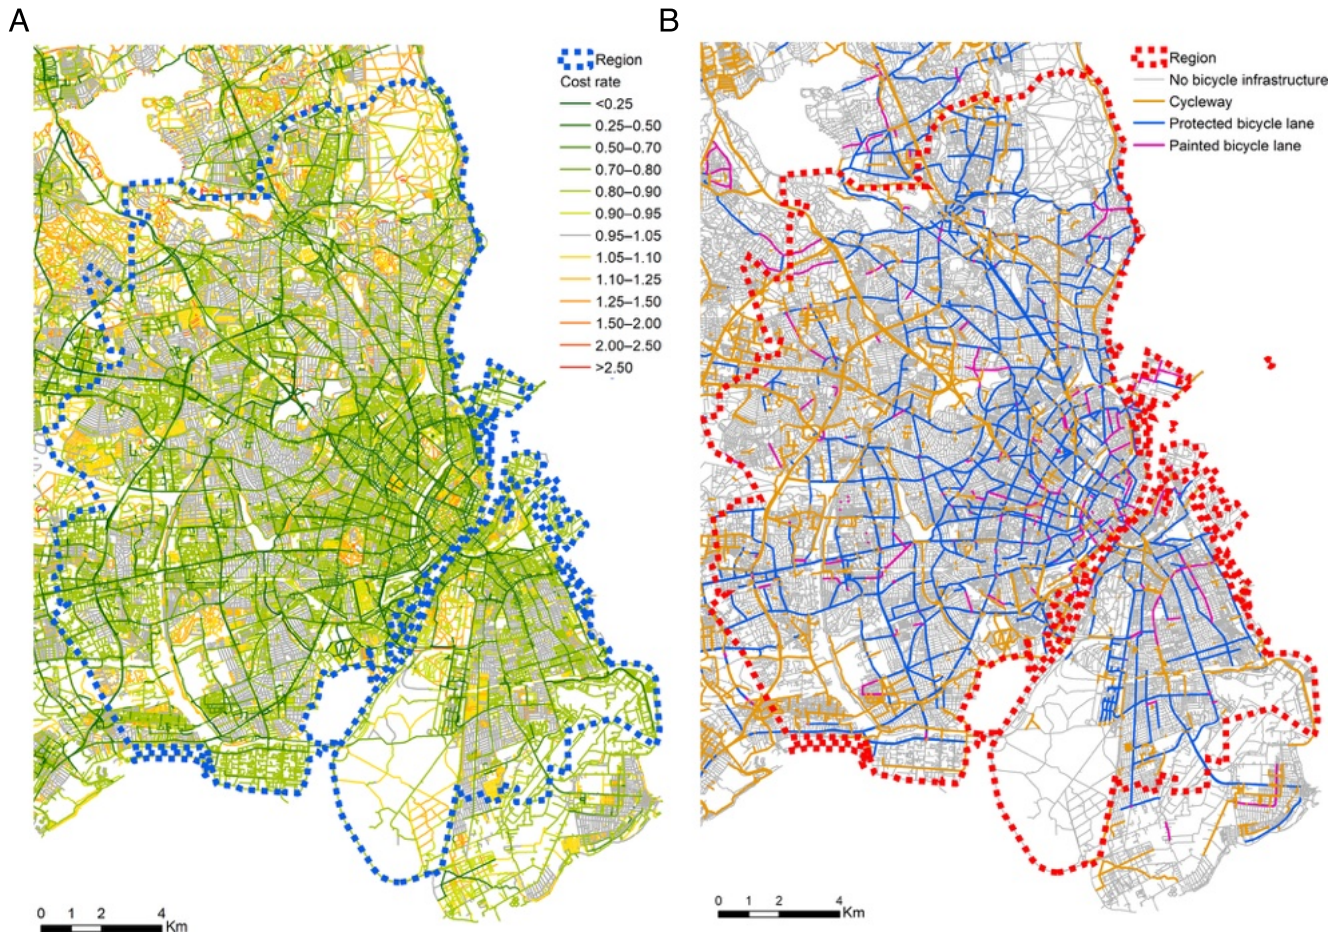 A
B
Region
Cost rate
<0.25
0.25–0.50
0.50–0.70
0.70–0.80
0.80–0.90
0.90–0.95
0.95–1.05
1.05–1.10
1.10–1.25
1.25–1.50
1.50–2.00
2.00–2.50
>2.50
Region
No bicycle infrastructure
Cycleway
Protected bicycle lane
Painted bicycle lane
0 1 2 4
Km
0 1 2 4
Km